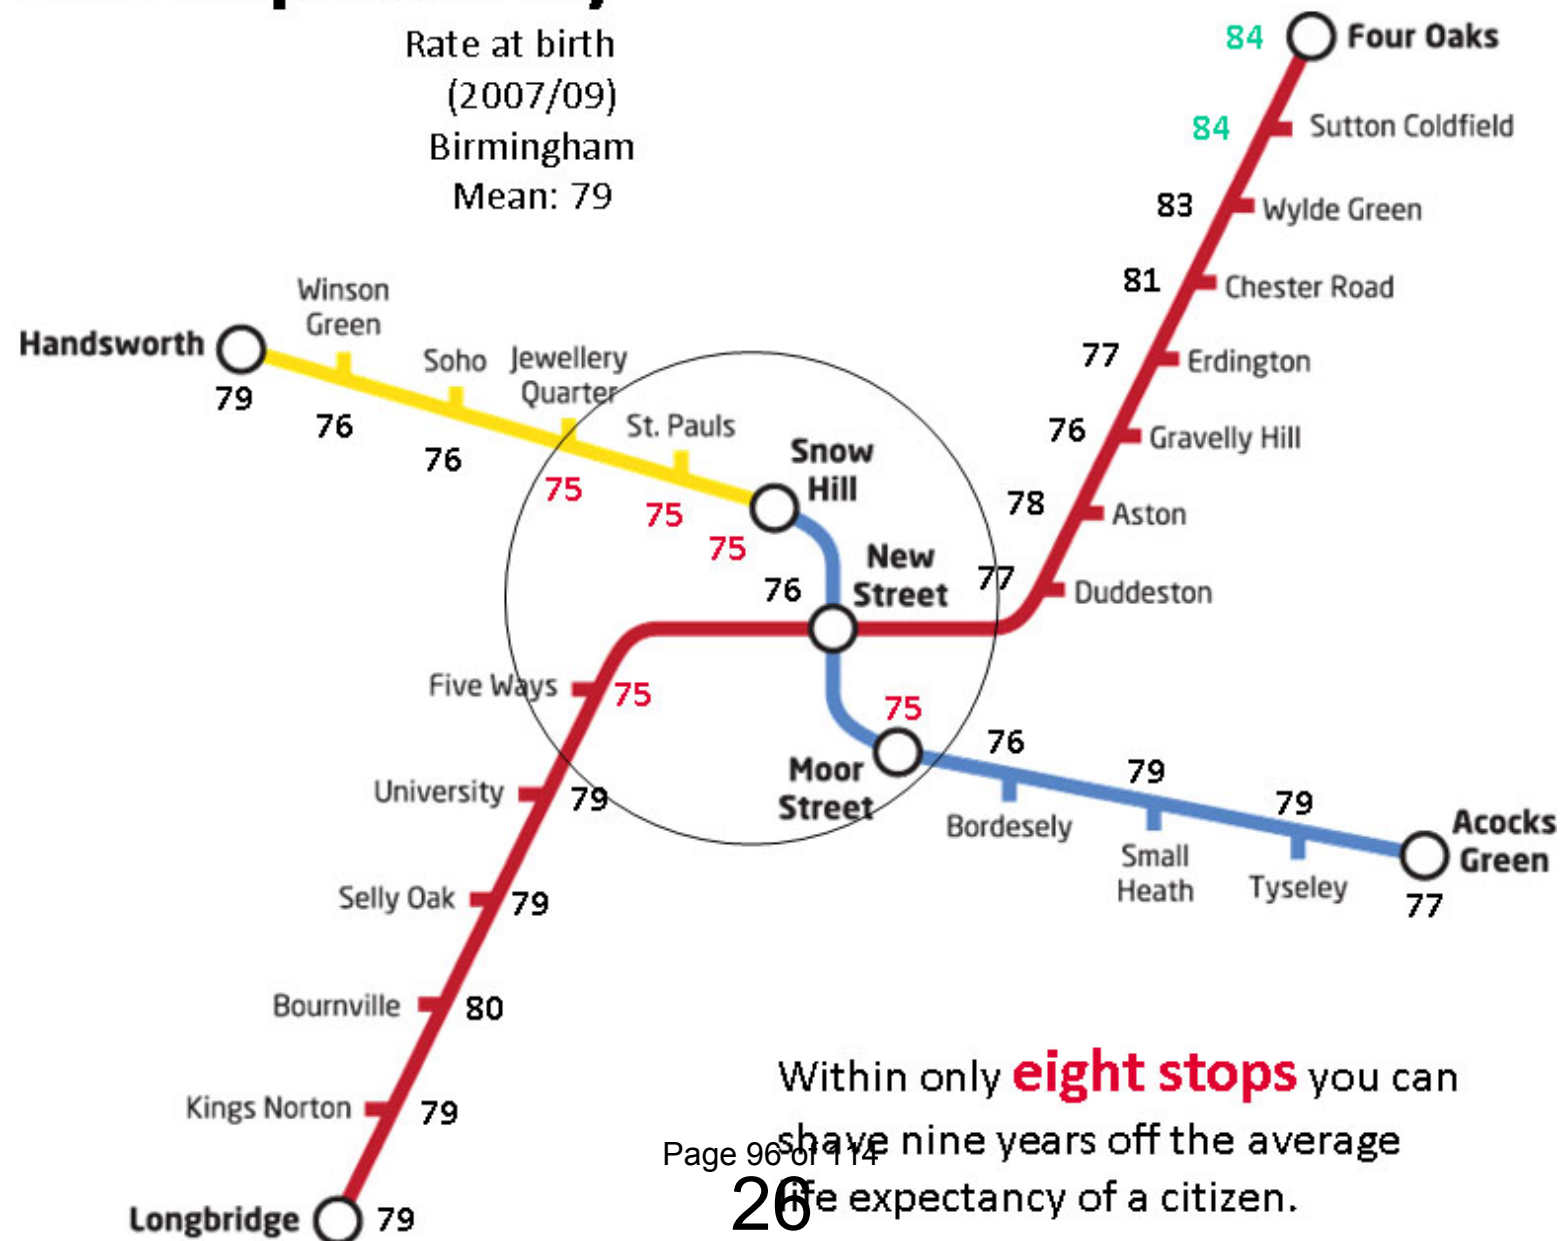 Rate at birth
(2007/09)
Birmingham
Mean: 79
84
Four Oaks
84
Sutton Coldfield
83
Wylde Green
81
Chester Road
77
Erdington
76
Gravelly Hill
78
Aston
77
Duddeston
Handsworth
79
Winson
Green
76
Soho
76
Jewellery
Quarter
75
St. Pauls
75
Snow
Hill
75
New
Street
76
Five Ways
75
75
Moor
Street
76
Bordesely
79
Small
Heath
79
Tyseley
Acocks
Green
77
University
79
Selly Oak
79
Bournville
80
Kings Norton
79
Longbridge
79
Within only eight stops you can
shave nine years off the average
life expectancy of a citizen.
Page 96 of 114
26